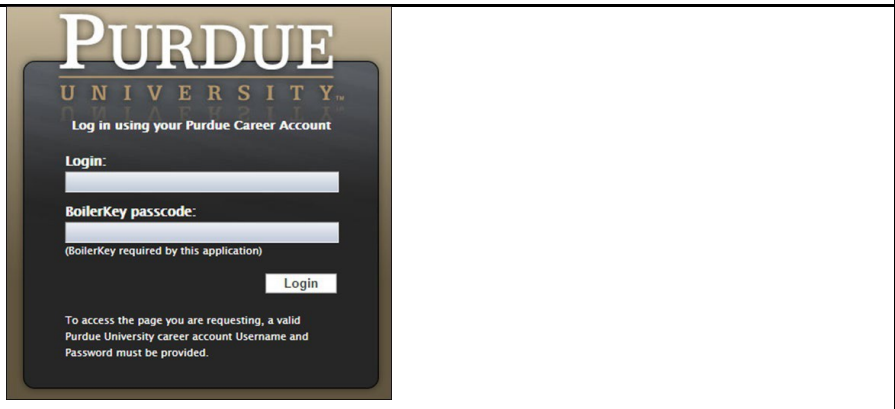 PURDUE
UNIVERSITY™
Log in using your Purdue Career Account
Login:
BoilerKey passcode:
(BoilerKey required by this application)
Login
To access the page you are requesting, a valid
Purdue University career account Username and
Password must be provided.